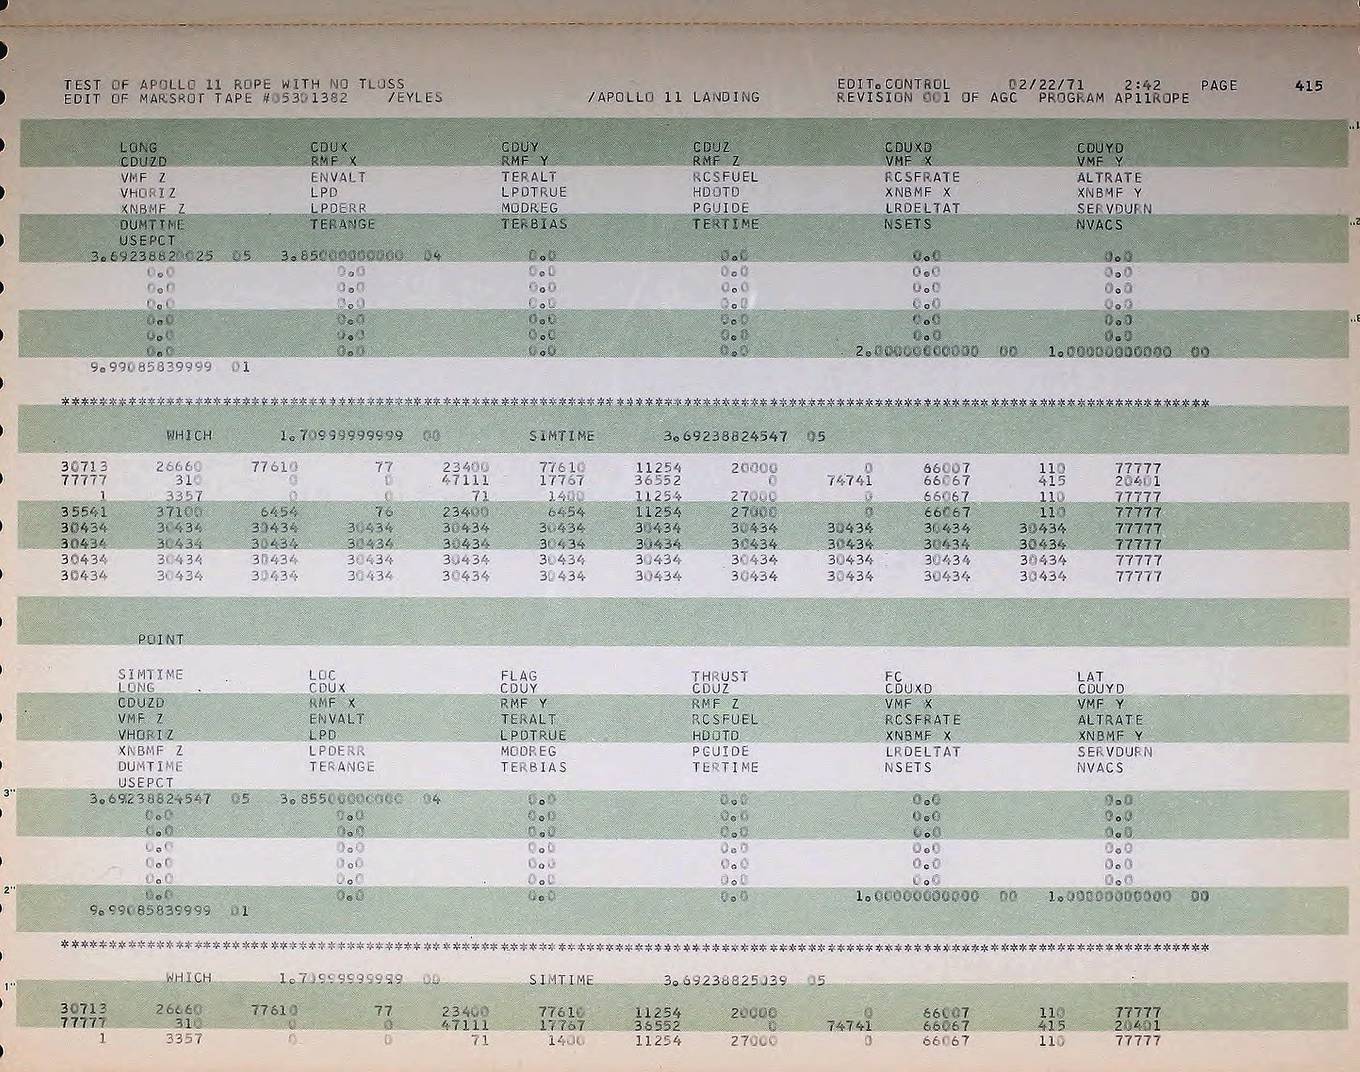 TEST OF APOLLO 11 ROPE WITH NO TLOSS EDIT.CONTROL 02/22/71 2:42 PAGE 415
EDIT OF MARSROT TAPE #05301382 /EYLES /APOLLO 11 LANDING REVISION 001 OF AGC PROGRAM AP11ROPE
..1
LONG CDUX CDUY CDUZ CDUXD CDUYD
CDUZD RMF X RMF Y RMF Z VMF X VMF Y
VMF Z ENVALT TERALT RCSFUEL RCSFRATE ALTRATE
VHORIZ LPD LPDTRUE HDOTD XNBMF X XNBMF Y
XNBMF Z LPDERR MODREG PGUIDE LRDELTAT SERVDURN
DUMTIME TERANGE TERBIAS TERTIME NSETS NVACS
USEPCT
3.69238820025 05 3.85000000000 04 0.0 0.0 0.0 0.0
0.0 0.0 0.0 0.0 0.0 0.0
0.0 0.0 0.0 0.0 0.0 0.0
0.0 0.0 0.0 0.0 0.0 0.0
0.0 0.0 0.0 0.0 0.0 0.0
0.0 0.0 0.0 0.0 0.0 0.0
0.0 0.0 0.0 0.0 2.00000000000 00 1.00000000000 00
9.99085839999 01
************************************************************************************************************************
WHICH 1.70999999999 00 SIMTIME 3.69238824547 05
30713 26660 77610 77 23400 77610 11254 20000 0 66007 110 77777
77777 310 0 0 47111 17767 36552 0 74741 66067 415 20401
1 3357 0 0 71 1400 11254 27000 0 66067 110 77777
35541 37100 6454 76 23400 6454 11254 27000 0 66067 110 77777
30434 30434 30434 30434 30434 30434 30434 30434 30434 30434 30434 77777
30434 30434 30434 30434 30434 30434 30434 30434 30434 30434 30434 77777
30434 30434 30434 30434 30434 30434 30434 30434 30434 30434 30434 77777
30434 30434 30434 30434 30434 30434 30434 30434 30434 30434 30434 77777
POINT
SIMTIME LOC FLAG THRUST FC LAT
LONG CDUX CDUY CDUZ CDUXD CDUYD
CDUZD RMF X RMF Y RMF Z VMF X VMF Y
VMF Z ENVALT TERALT RCSFUEL RCSFRATE ALTRATE
VHORIZ LPD LPDTRUE HDOTD XNBMF X XNBMF Y
XNBMF Z LPDERR MODREG PGUIDE LRDELTAT SERVDURN
DUMTIME TERANGE TERBIAS TERTIME NSETS NVACS
USEPCT
3" 3.69238824547 05 3.85500000000 04 0.0 0.0 0.0 0.0
0.0 0.0 0.0 0.0 0.0 0.0
0.0 0.0 0.0 0.0 0.0 0.0
0.0 0.0 0.0 0.0 0.0 0.0
0.0 0.0 0.0 0.0 0.0 0.0
0.0 0.0 0.0 0.0 0.0 0.0
2" 0.0 0.0 0.0 0.0 1.00000000000 00 1.00000000000 00
9.99085839999 01
************************************************************************************************************************
WHICH 1.70999999999 00 SIMTIME 3.69238825039 05
1"
30713 26660 77610 77 23400 77610 11254 20000 0 66007 110 77777
77777 310 0 0 47111 17767 36552 0 74741 66067 415 20401
1 3357 0 0 71 1400 11254 27000 0 66067 110 77777